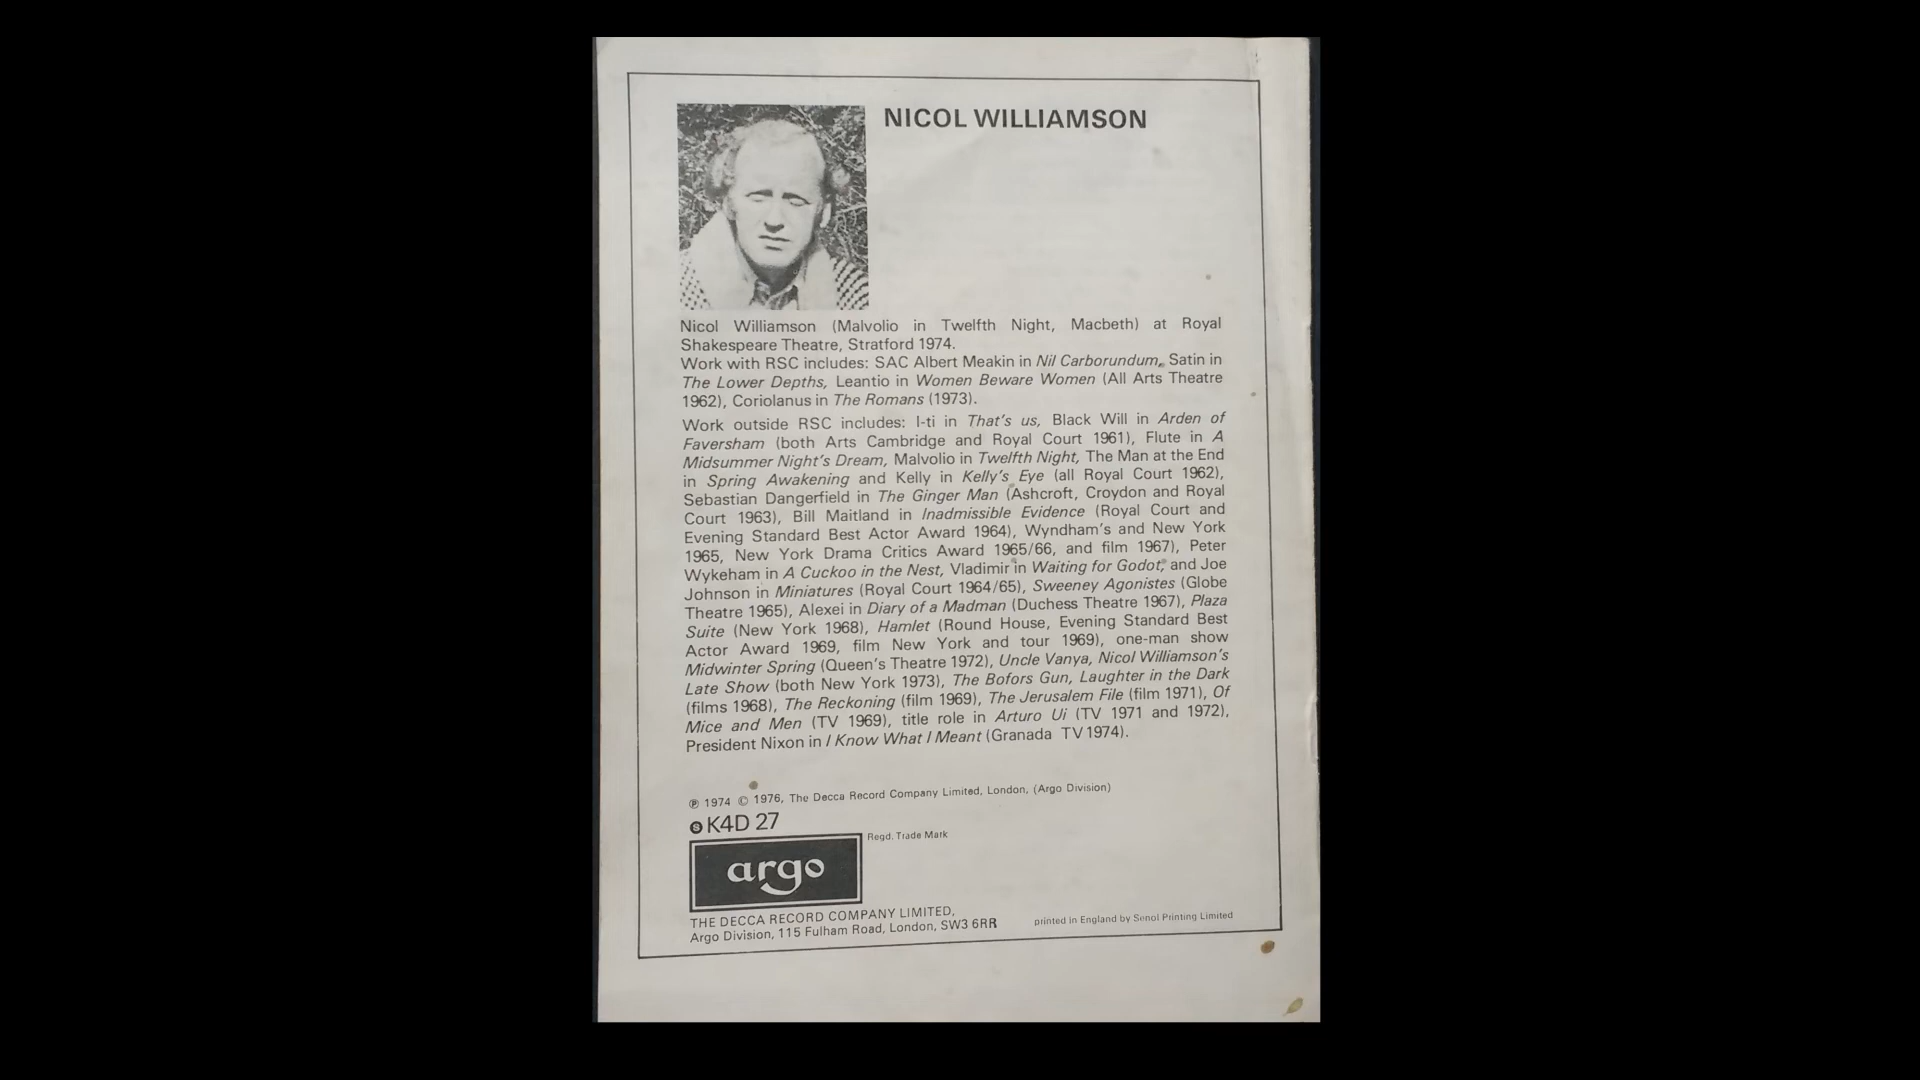 NICOL WILLIAMSON
Nicol Williamson (Malvolio in Twelfth Night, Macbeth) at Royal
Shakespeare Theatre, Stratford 1974.
Work with RSC includes: SAC Albert Meakin in Nil Carborundum, Satin in
The Lower Depths, Leantio in Women Beware Women (All Arts Theatre
1962), Coriolanus in The Romans (1973).
Work outside RSC includes: I-ti in That's us, Black Will in Arden of
Faversham (both Arts Cambridge and Royal Court 1961), Flute in A
Midsummer Night's Dream, Malvolio in Twelfth Night, The Man at the End
in Spring Awakening and Kelly in Kelly's Eye (all Royal Court 1962),
Sebastian Dangerfield in The Ginger Man (Ashcroft, Croydon and Royal
Court 1963), Bill Maitland in Inadmissible Evidence (Royal Court and
Evening Standard Best Actor Award 1964), Wyndham's and New York
1965, New York Drama Critics Award 1965/66, and film 1967), Peter
Wykeham in A Cuckoo in the Nest, Vladimir in Waiting for Godot, and Joe
Johnson in Miniatures (Royal Court 1964/65), Sweeney Agonistes (Globe
Theatre 1965), Alexei in Diary of a Madman (Duchess Theatre 1967), Plaza
Suite (New York 1968), Hamlet (Round House, Evening Standard Best
Actor Award 1969, film New York and tour 1969), one-man show
Midwinter Spring (Queen's Theatre 1972), Uncle Vanya, Nicol Williamson's
Late Show (both New York 1973), The Bofors Gun, Laughter in the Dark
(films 1968), The Reckoning (film 1969), The Jerusalem File (film 1971), Of
Mice and Men (TV 1969), title role in Arturo Ui (TV 1971 and 1972),
President Nixon in I Know What I Meant (Granada TV 1974).
℗ 1974 © 1976, The Decca Record Company Limited, London, (Argo Division)
Ⓢ K4D 27
Regd. Trade Mark
argo
THE DECCA RECORD COMPANY LIMITED,
Argo Division, 115 Fulham Road, London, SW3 6RR
printed in England by Senol Printing Limited